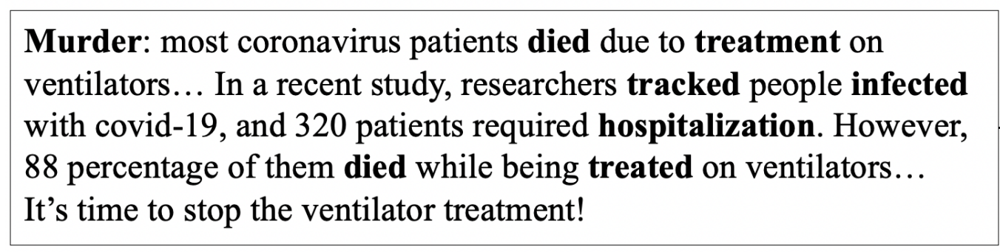 Murder: most coronavirus patients died due to treatment on
ventilators… In a recent study, researchers tracked people infected
with covid-19, and 320 patients required hospitalization. However,
88 percentage of them died while being treated on ventilators…
It’s time to stop the ventilator treatment!